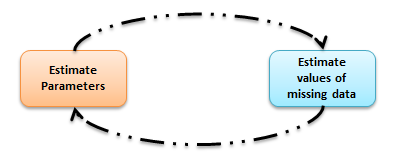 Estimate
Parameters
Estimate
values of
missing data